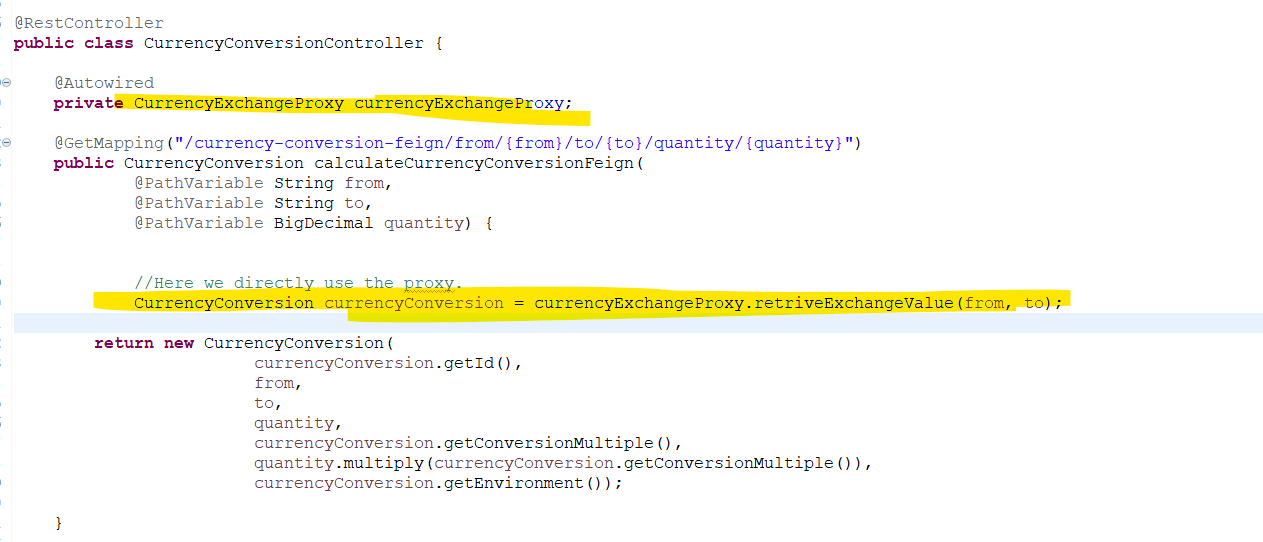 @RestController
public class CurrencyConversionController {
@Autowired
private CurrencyExchangeProxy currencyExchangeProxy;
@GetMapping("/currency-conversion-feign/from/{from}/to/{to}/quantity/{quantity}")
public CurrencyConversion calculateCurrencyConversionFeign(
@PathVariable String from,
@PathVariable String to,
@PathVariable BigDecimal quantity) {
//Here we directly use the proxy.
CurrencyConversion currencyConversion = currencyExchangeProxy.retriveExchangeValue(from, to);
return new CurrencyConversion(
currencyConversion.getId(),
from,
to,
quantity,
currencyConversion.getConversionMultiple(),
quantity.multiply(currencyConversion.getConversionMultiple()),
currencyConversion.getEnvironment());
}